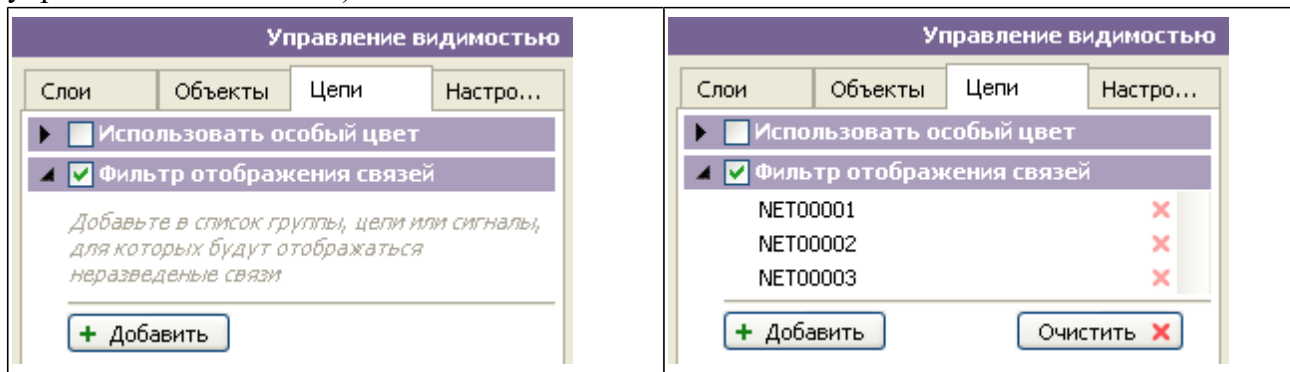 Управление видимостью
Слои Объекты Цепи Настро...
Использовать особый цвет
Фильтр отображения связей
Добавьте в список группы, цепи или сигналы,
для которых будут отображаться
неразведеные связи
+ Добавить
Управление видимостью
Слои Объекты Цепи Настро...
Использовать особый цвет
Фильтр отображения связей
NET00001
NET00002
NET00003
+ Добавить Очистить